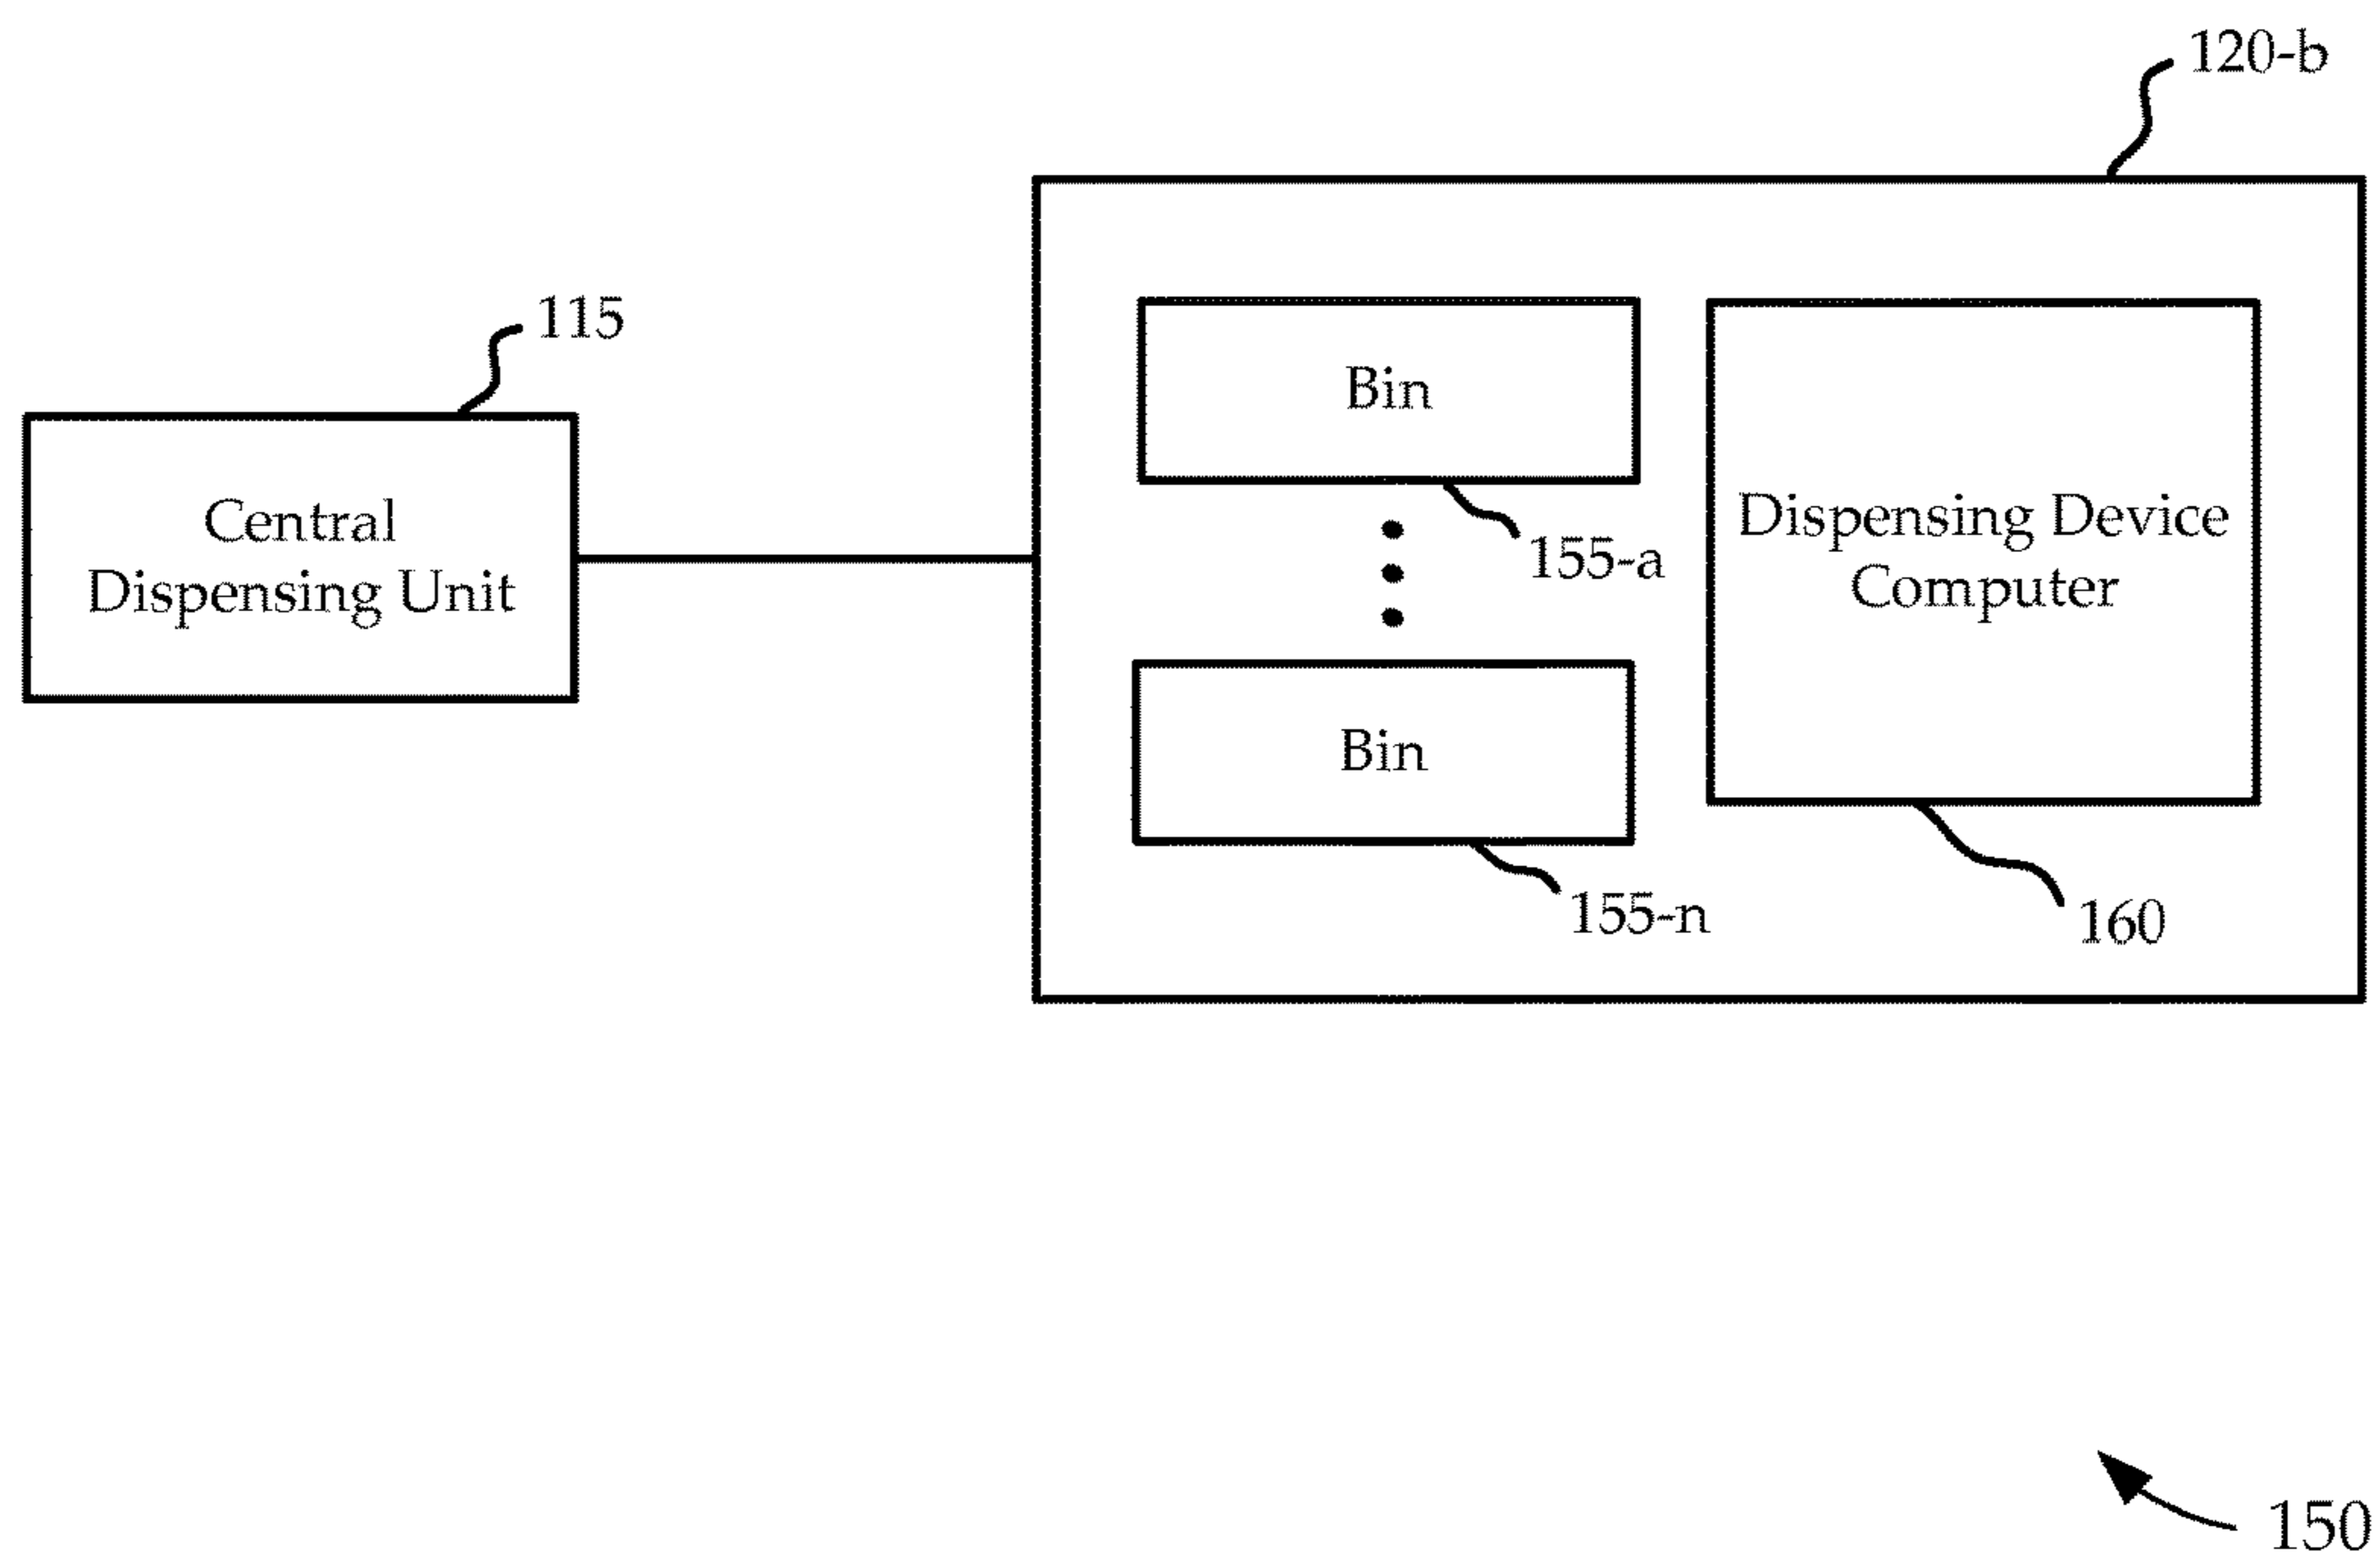 120-b
115
Bin
Central
Dispensing Unit
Dispensing Device
Computer
155-a
Bin
155-n
160
150